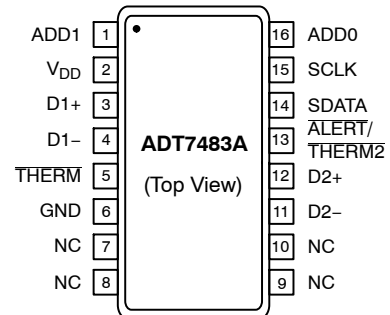 ADD1 1 16 ADD0
VDD 2 15 SCLK
D1+ 3 14 SDATA
D1− 4 ADT7483A 13 ALERT/
THERM2
THERM 5 (Top View) 12 D2+
GND 6 11 D2−
NC 7 10 NC
NC 8 9 NC